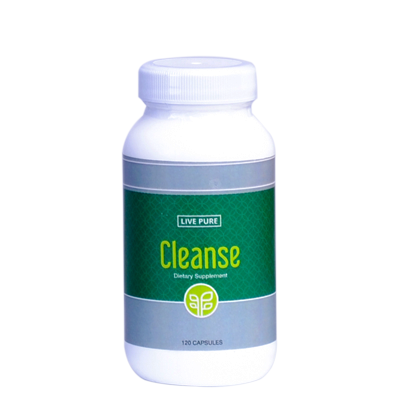 LIVE PURE
Cleanse
Dietary Supplement
120 CAPSULES